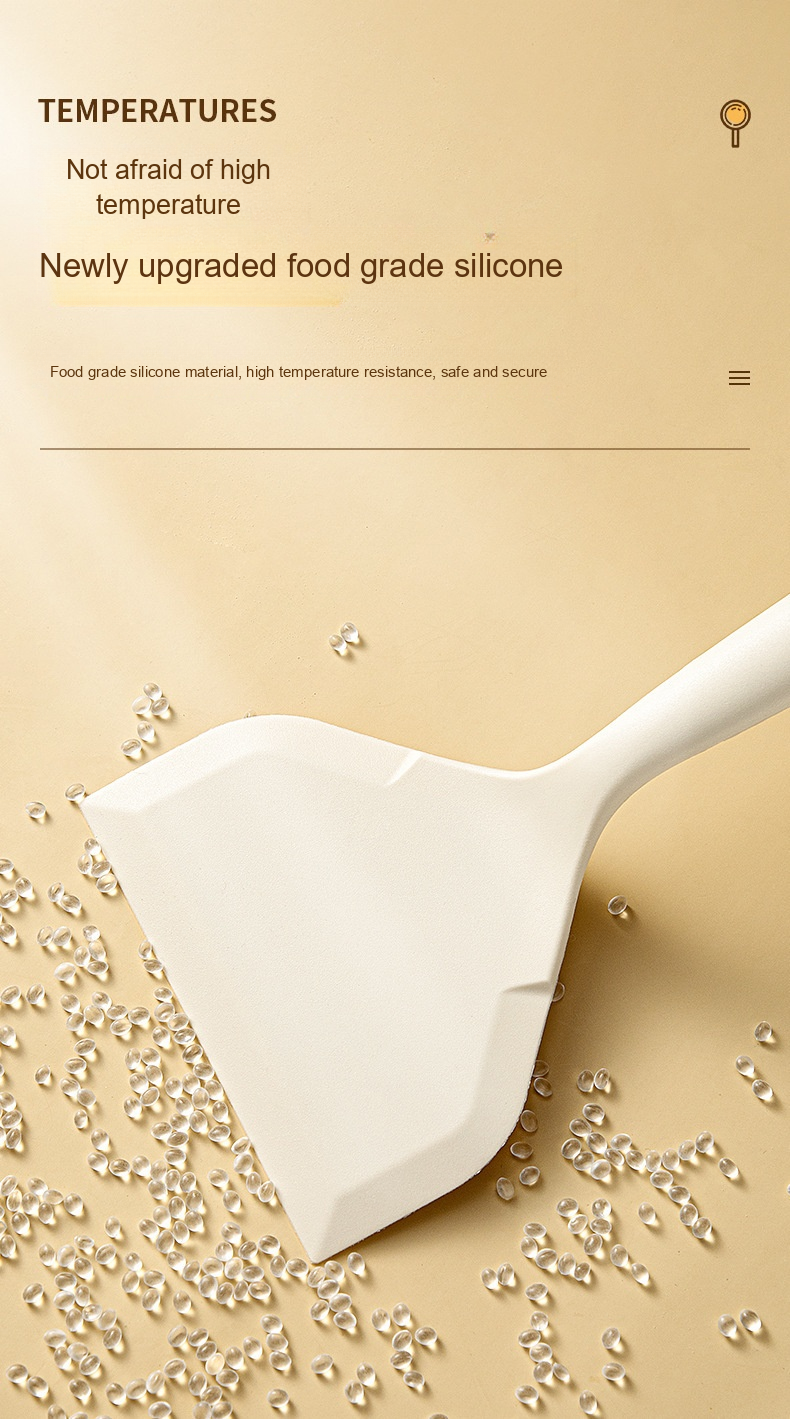 TEMPERATURES
Not afraid of high
temperature
Newly upgraded food grade silicone
Food grade silicone material, high temperature resistance, safe and secure